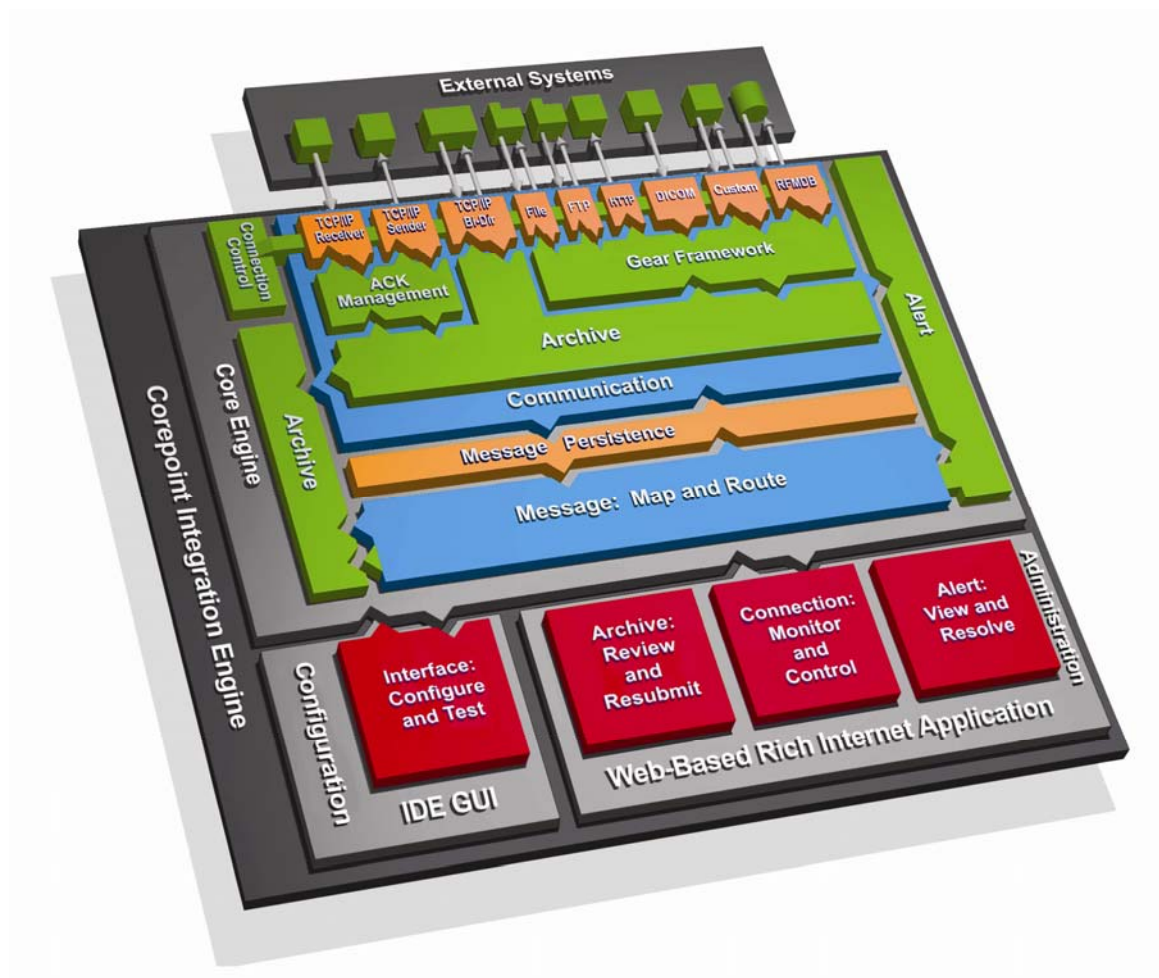 External Systems
TCP/IP
Receiver
TCP/IP
Sender
TCP/IP
Bi-Dir
File
FTP
HTTP
DICOM
Custom
RFMDB
Connection
Control
ACK
Management
Gear Framework
Archive
Alert
Communication
Core Engine
Archive
Message Persistence
Message: Map and Route
Corepoint Integration Engine
Configuration
Interface:
Configure
and Test
IDE GUI
Archive:
Review
and
Resubmit
Connection:
Monitor
and
Control
Alert:
View and
Resolve
Administration
Web-Based Rich Internet Application